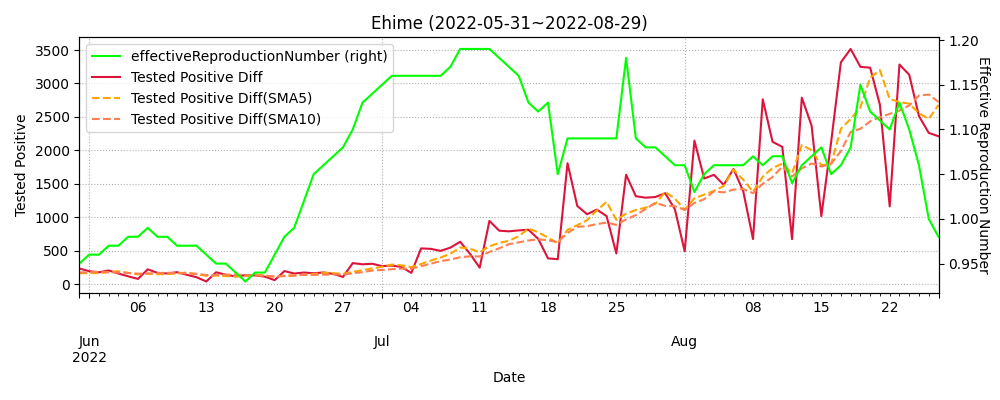 Ehime (2022-05-31~2022-08-29)
effectiveReproductionNumber (right)
Tested Positive Diff
Tested Positive Diff(SMA5)
Tested Positive Diff(SMA10)
Tested Positive
3500
3000
2500
2000
1500
1000
500
0
1.20
1.15
1.10
1.05
1.00
0.95
Effective Reproduction Number
06 13 20 27 04 11 18 25 08 15 22
Jun Jul Aug
2022
Date